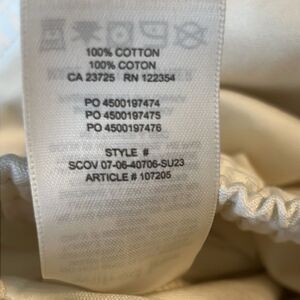 100% COTTON
100% COTON
CA 23725 RN 122354
PO 4500197474
PO 4500197475
PO 4500197476
STYLE #
SCOV 07-06-40706-SU23
ARTICLE # 107205